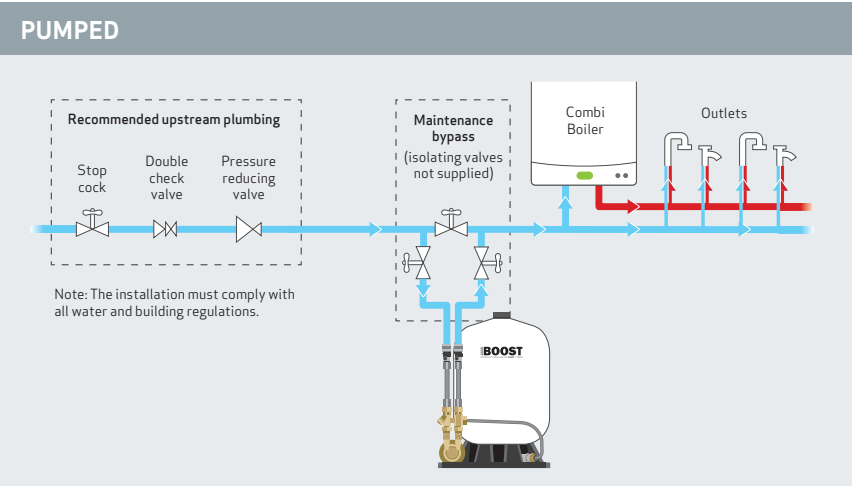 PUMPED
Recommended upstream plumbing
Stop
cock
Double
check
valve
Pressure
reducing
valve
Maintenance
bypass
(isolating valves
not supplied)
Combi
Boiler
Outlets
Note: The installation must comply with
all water and building regulations.
BOOST